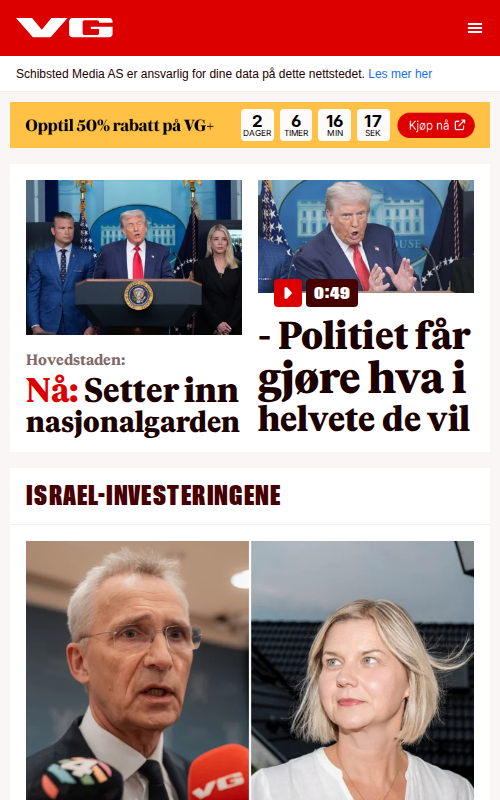 VG
Schibsted Media AS er ansvarlig for dine data på dette nettstedet. Les mer her
Opptil 50% rabatt på VG+
2
DAGER
6
TIMER
16
MIN
17
SEK
Kjøp nå
HOUSE
0:49
Hovedstaden:
Nå: Setter inn
nasjonalgarden
- Politiet får
gjøre hva i
helvete de vil
ISRAEL-INVESTERINGENE
VG